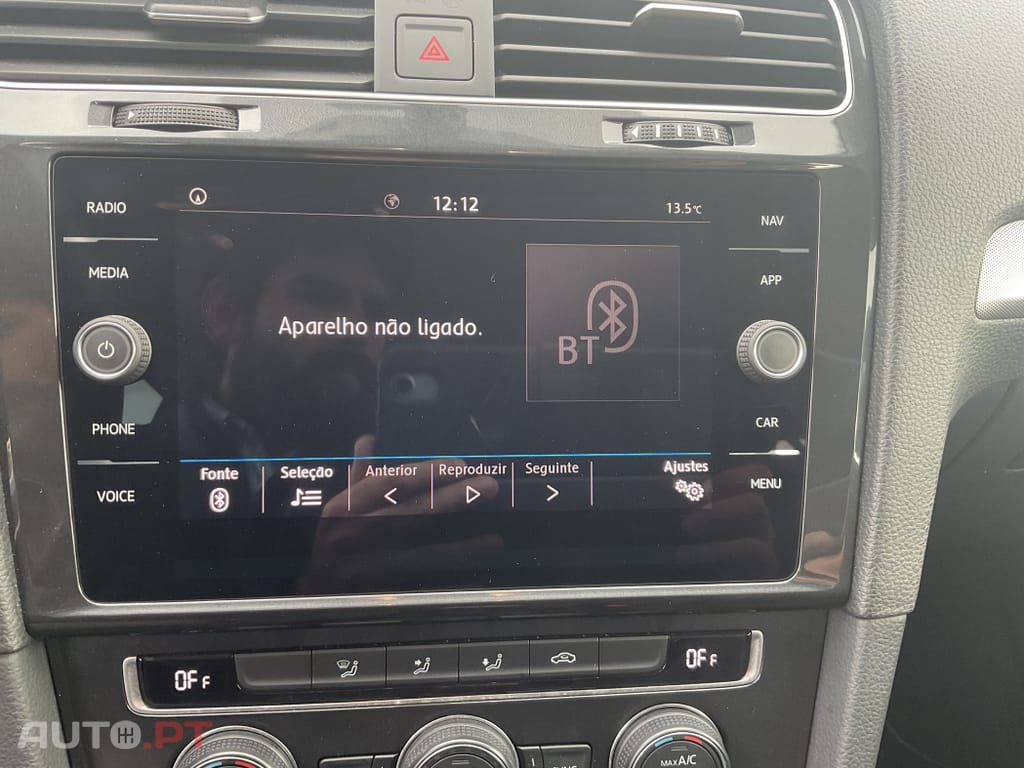 RADIO
MEDIA
PHONE
VOICE
12:12
13.5°C
Aparelho não ligado.
BT
Fonte
Seleção
Anterior
Reproduzir
Seguinte
Ajustes
NAV
APP
CAR
MENU
OFF
OFF
AUTO.PT
SYNC
MAX A/C